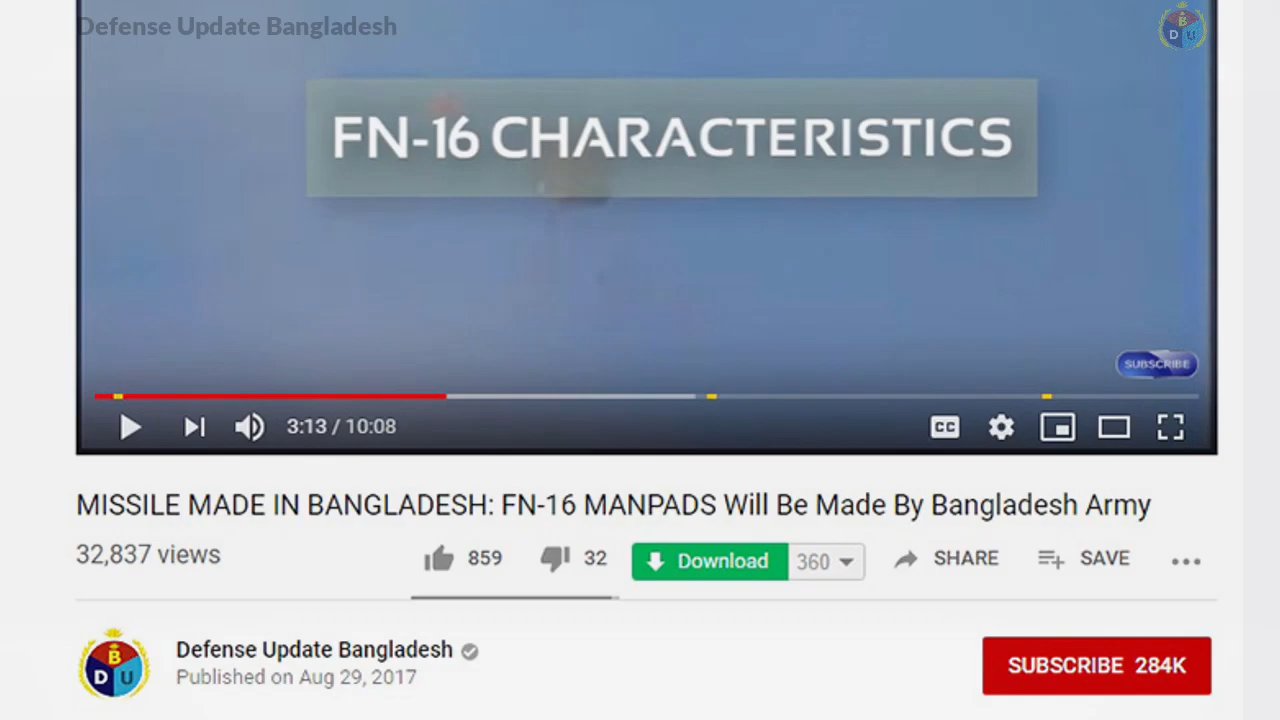 Defense Update Bangladesh
B
D U
FN-16 CHARACTERISTICS
SUBSCRIBE
3:13 / 10:08
CC
MISSILE MADE IN BANGLADESH: FN-16 MANPADS Will Be Made By Bangladesh Army
32,837 views
859
32
Download
360
SHARE
SAVE
B
D U
Defense Update Bangladesh
Published on Aug 29, 2017
SUBSCRIBE 284K